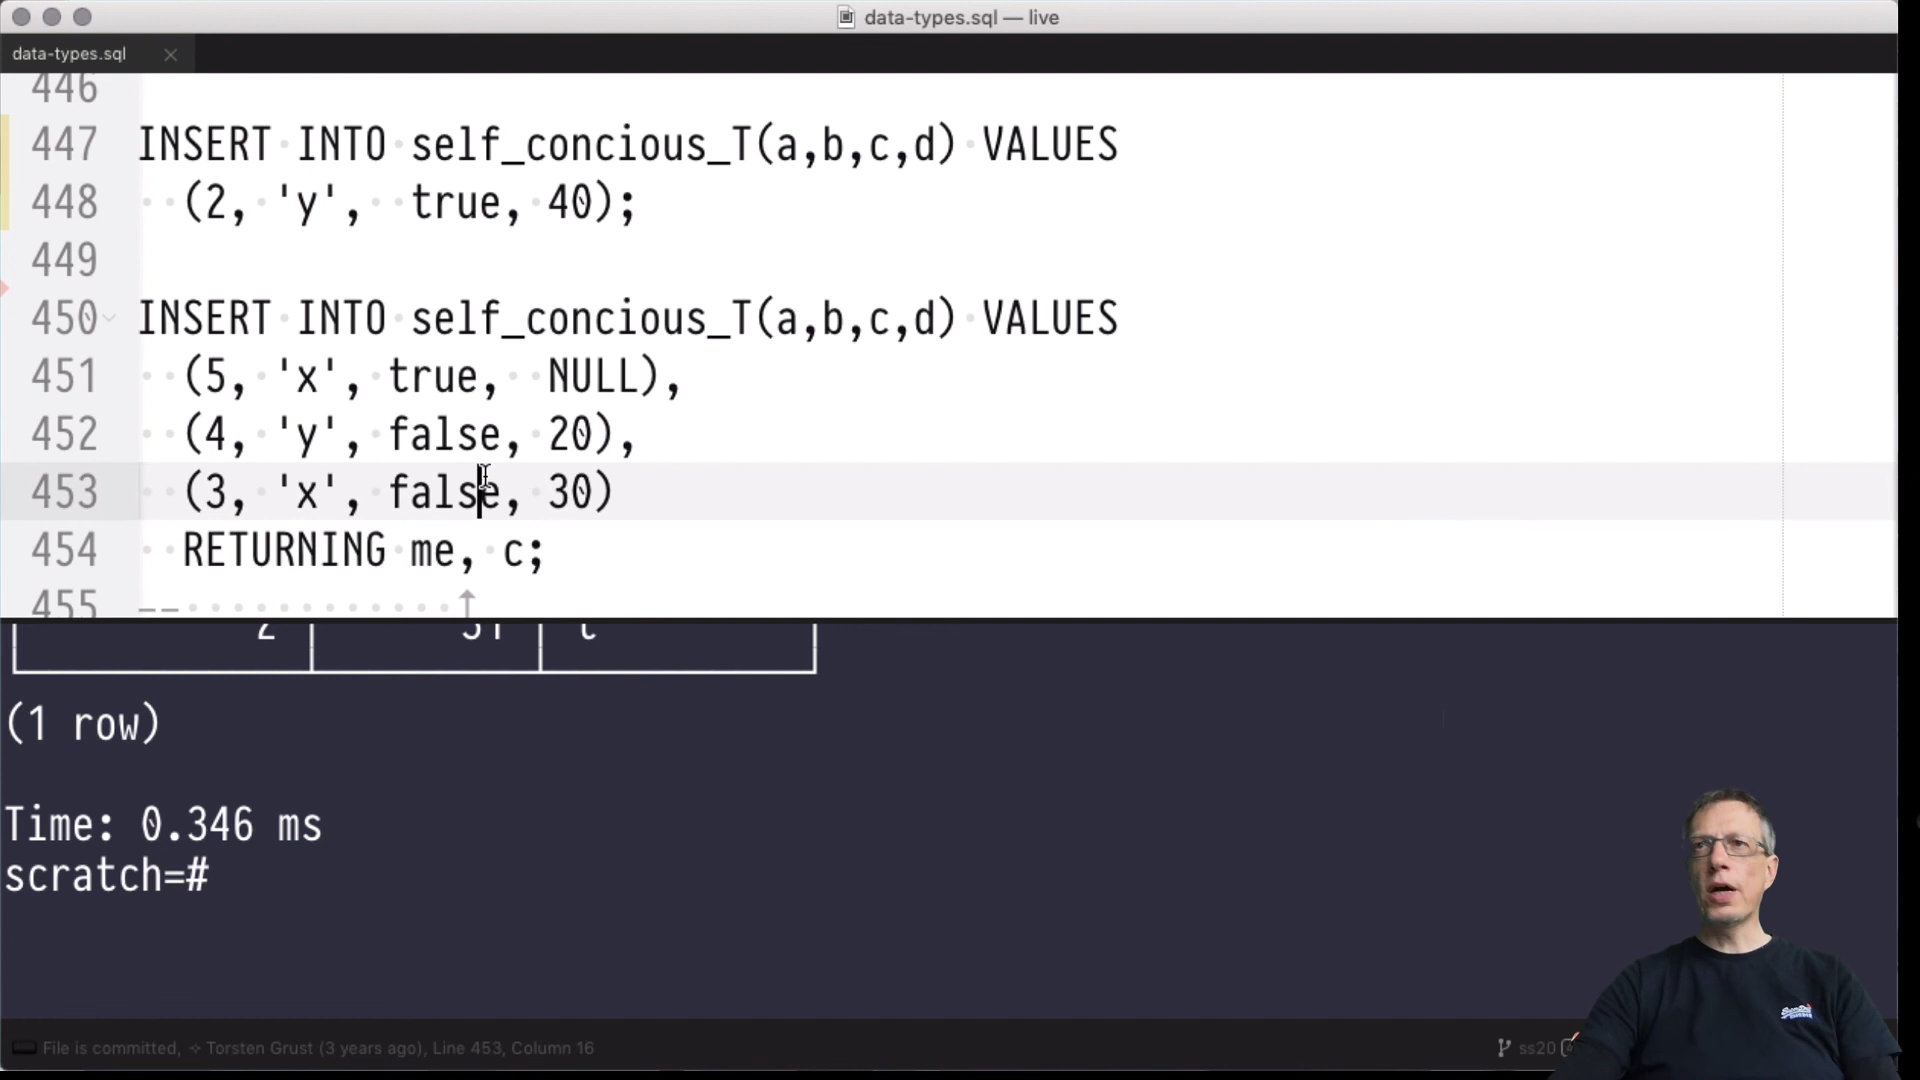 data-types.sql — live
data-types.sql
446
447 INSERT INTO self_concious_T(a,b,c,d) VALUES
448 (2, 'y', true, 40);
449
450 INSERT INTO self_concious_T(a,b,c,d) VALUES
451 (5, 'x', true, NULL),
452 (4, 'y', false, 20),
453 (3, 'x', false, 30)
454 RETURNING me, c;
455 -- ↑
(1 row)
Time: 0.346 ms
scratch=#
File is committed, Torsten Grust (3 years ago), Line 453, Column 16
ss20